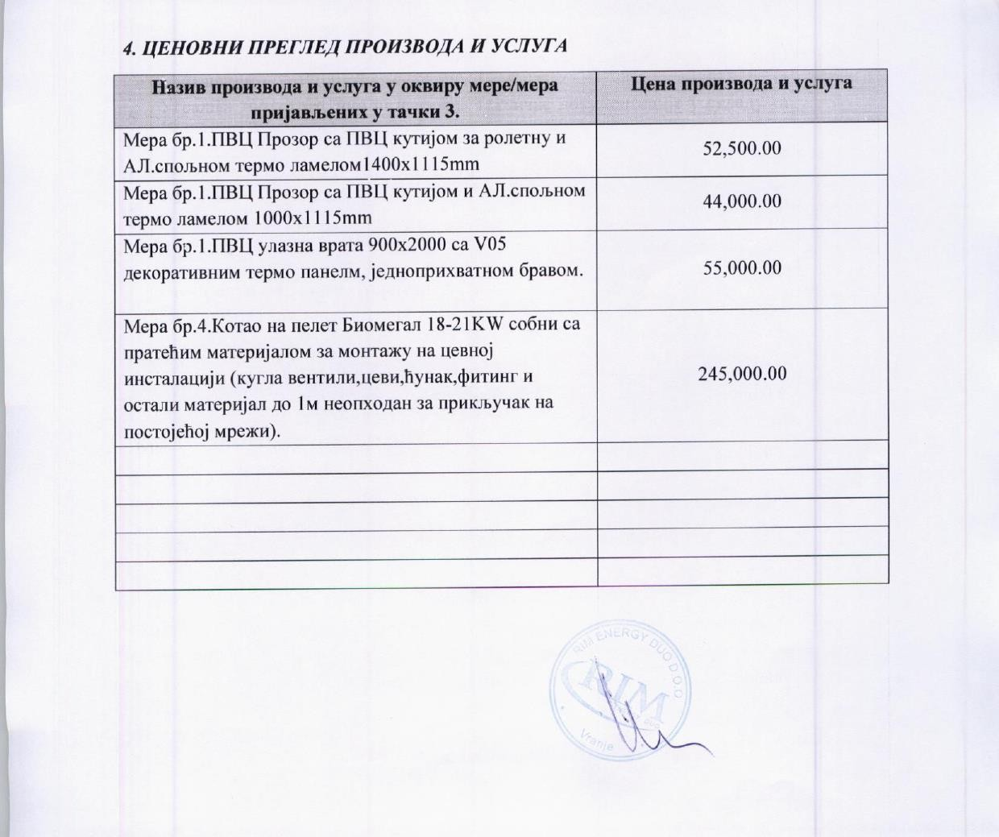 4. ЦЕНОВНИ ПРЕГЛЕД ПРОИЗВОДА И УСЛУГА
Назив производа и услуга у оквиру мере/мера
пријављених у тачки 3.
Цена производа и услуга
Мера бр.1.ПВЦ Прозор са ПВЦ кутијом за ролетну и
АЛ.спољном термо ламелом1400x1115mm
52,500.00
Мера бр.1.ПВЦ Прозор са ПВЦ кутијом и АЛ.спољном
термо ламелом 1000x1115mm
44,000.00
Мера бр.1.ПВЦ улазна врата 900x2000 са V05
декоративним термо панелм, једноприхватном бравом.
55,000.00
Мера бр.4.Котао на пелет Биомегал 18-21KW собни са
пратећим материјалом за монтажу на цевној
инсталацији (кугла вентили,цеви,ћунак,фитинг и
остали материјал до 1м неопходан за прикључак на
постојећој мрежи).
245,000.00
RIM ENERGY DUO D.O.O
RIM
Vranje